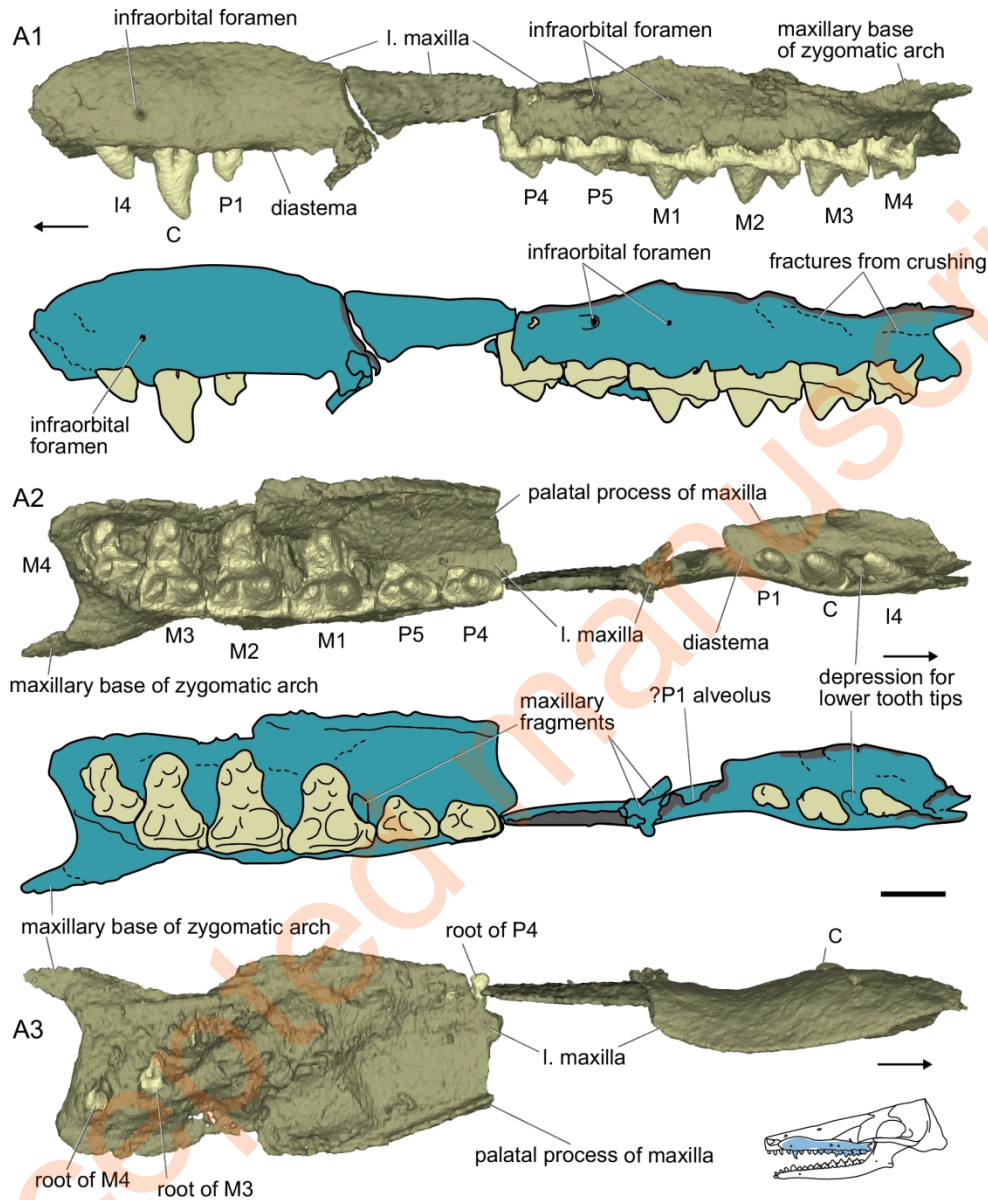 A1
infraorbital foramen
l. maxilla
infraorbital foramen
maxillary base
of zygomatic arch
I4
C
P1
diastema
P4
P5
M1
M2
M3
M4
infraorbital foramen
fractures from crushing
infraorbital
foramen
A2
palatal process of maxilla
M4
M3
M2
M1
P5
P4
l. maxilla
P1
C
I4
diastema
maxillary base of zygomatic arch
depression for
lower tooth tips
maxillary
fragments
?P1 alveolus
maxillary base of zygomatic arch
root of P4
C
A3
l. maxilla
root of M4
root of M3
palatal process of maxilla
cepted manuscri